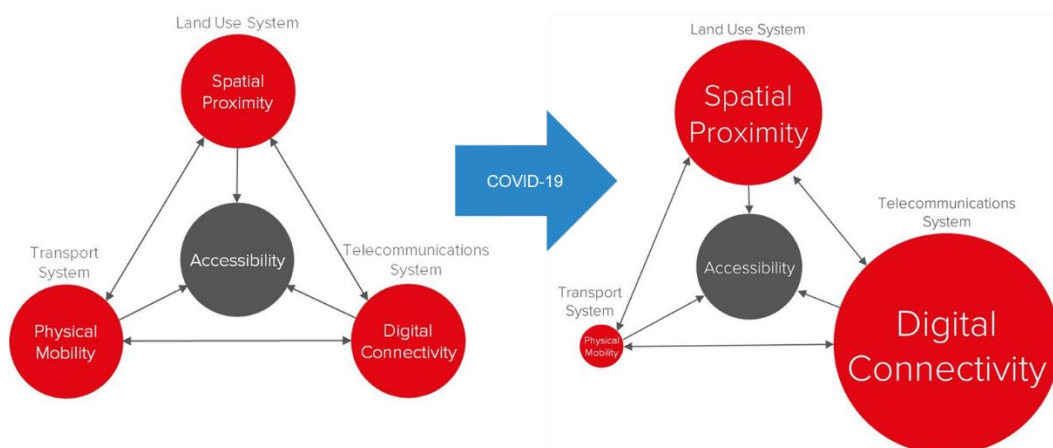 Land Use System
Spatial
Proximity
Accessibility
Transport
System
Physical
Mobility
Telecommunications
System
Digital
Connectivity
COVID-19
Land Use System
Spatial
Proximity
Telecommunications
System
Accessibility
Transport
System
Physical
Mobility
Digital
Connectivity